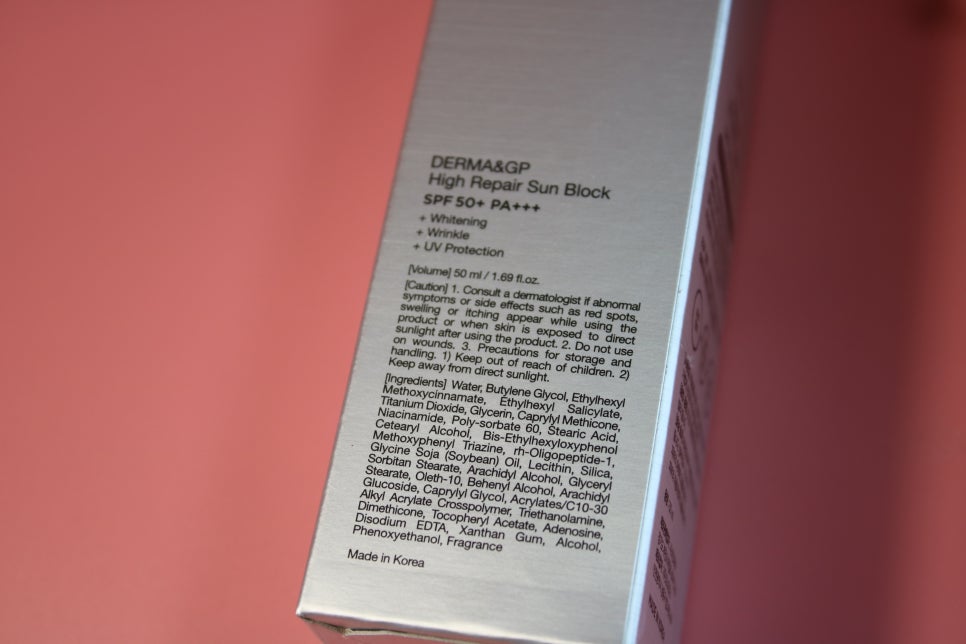 DERMA&GP
High Repair Sun Block
SPF 50+ PA+++
+ Whitening
+ Wrinkle
+ UV Protection
[Volume] 50 ml / 1.69 fl.oz.
[Caution] 1. Consult a dermatologist if abnormal
symptoms or side effects such as red spots,
swelling or itching appear while using the
product or when skin is exposed to direct
sunlight after using the product. 2. Do not use
on wounds. 3. Precautions for storage and
handling. 1) Keep out of reach of children. 2)
Keep away from direct sunlight.
[Ingredients] Water, Butylene Glycol, Ethylhexyl
Methoxycinnamate, Ethylhexyl Salicylate,
Titanium Dioxide, Glycerin, Caprylyl Methicone,
Niacinamide, Poly-sorbate 60, Stearic Acid,
Cetearyl Alcohol, Bis-Ethylhexyloxyphenol
Methoxyphenyl Triazine, rh-Oligopeptide-1,
Glycine Soja (Soybean) Oil, Lecithin, Silica,
Sorbitan Stearate, Arachidyl Alcohol, Glyceryl
Stearate, Oleth-10, Behenyl Alcohol, Arachidyl
Glucoside, Caprylyl Glycol, Acrylates/C10-30
Alkyl Acrylate Crosspolymer, Triethanolamine,
Dimethicone, Tocopheryl Acetate, Adenosine,
Disodium EDTA, Xanthan Gum, Alcohol,
Phenoxyethanol, Fragrance
Made in Korea